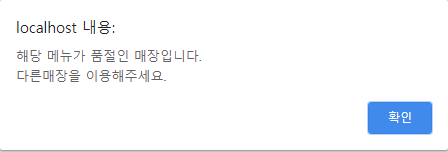 localhost 내용:
해당 메뉴가 품절인 매장입니다.
다른매장을 이용해주세요.
확인